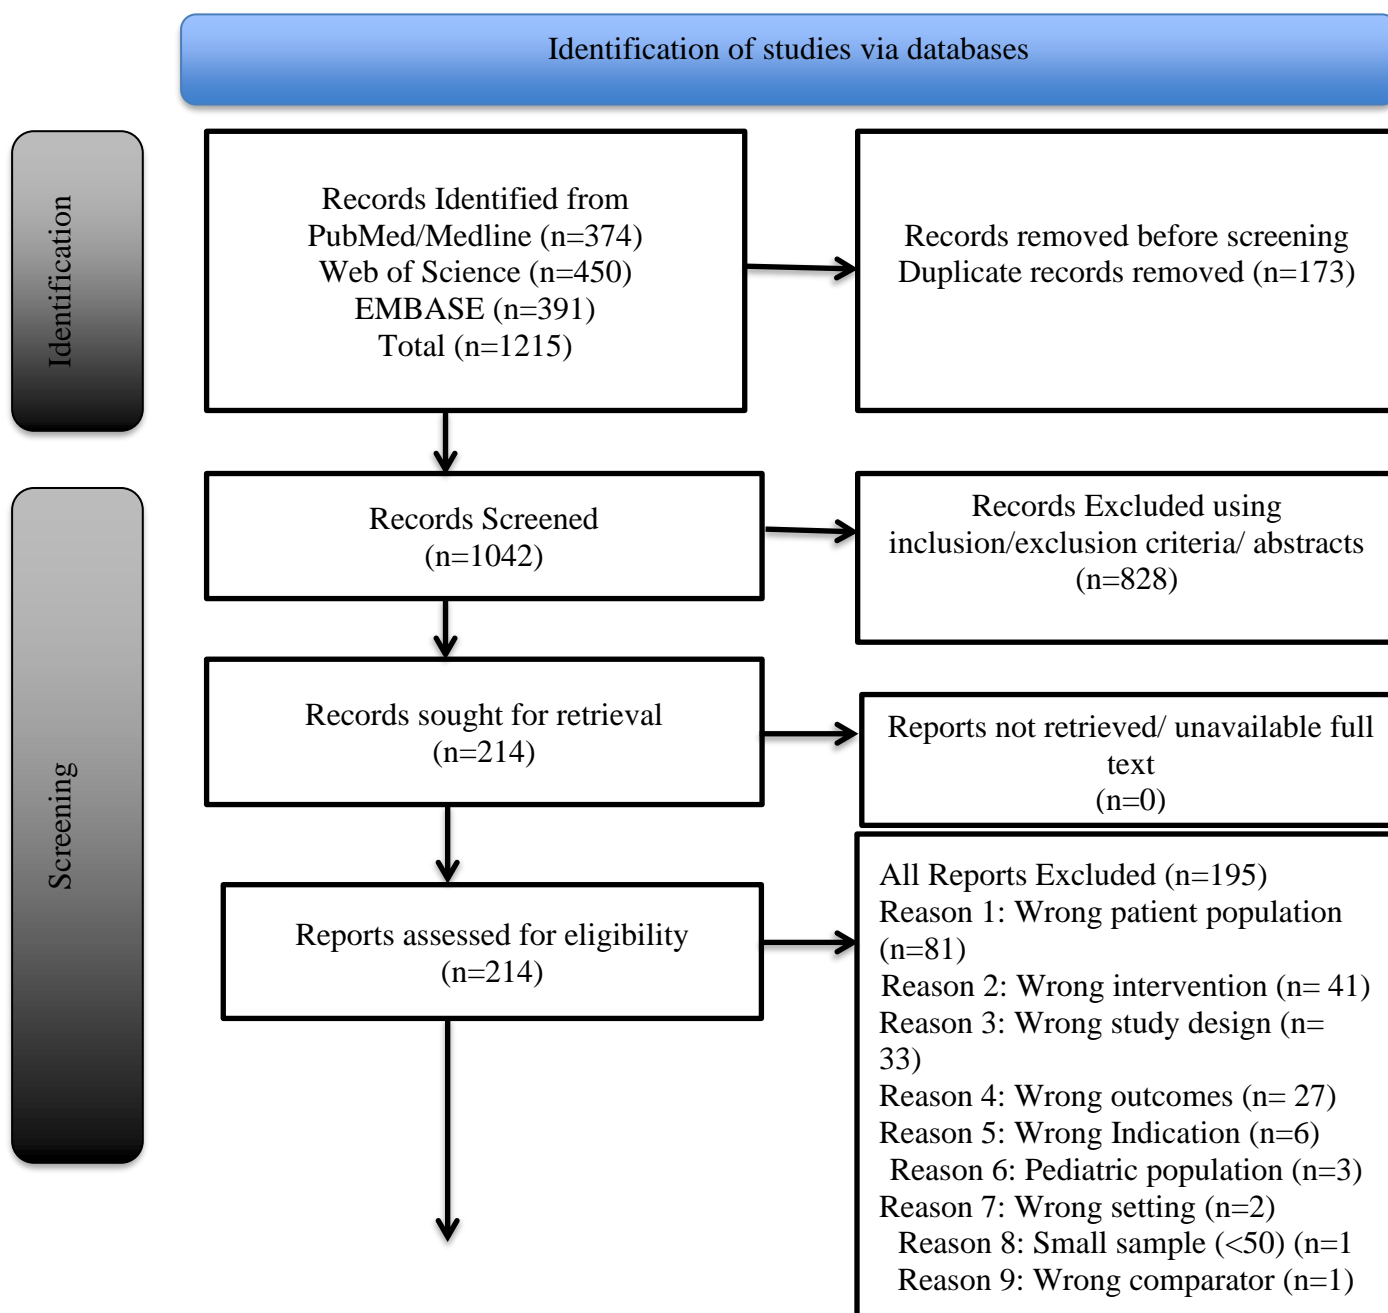 Identification of studies via databases
Identification
Records Identified from
PubMed/Medline (n=374)
Web of Science (n=450)
EMBASE (n=391)
Total (n=1215)
Records removed before screening
Duplicate records removed (n=173)
Screening
Records Screened
(n=1042)
Records Excluded using
inclusion/exclusion criteria/ abstracts
(n=828)
Records sought for retrieval
(n=214)
Reports not retrieved/ unavailable full
text
(n=0)
Reports assessed for eligibility
(n=214)
All Reports Excluded (n=195)
Reason 1: Wrong patient population
(n=81)
Reason 2: Wrong intervention (n= 41)
Reason 3: Wrong study design (n=
33)
Reason 4: Wrong outcomes (n= 27)
Reason 5: Wrong Indication (n=6)
Reason 6: Pediatric population (n=3)
Reason 7: Wrong setting (n=2)
Reason 8: Small sample (<50) (n=1
Reason 9: Wrong comparator (n=1)